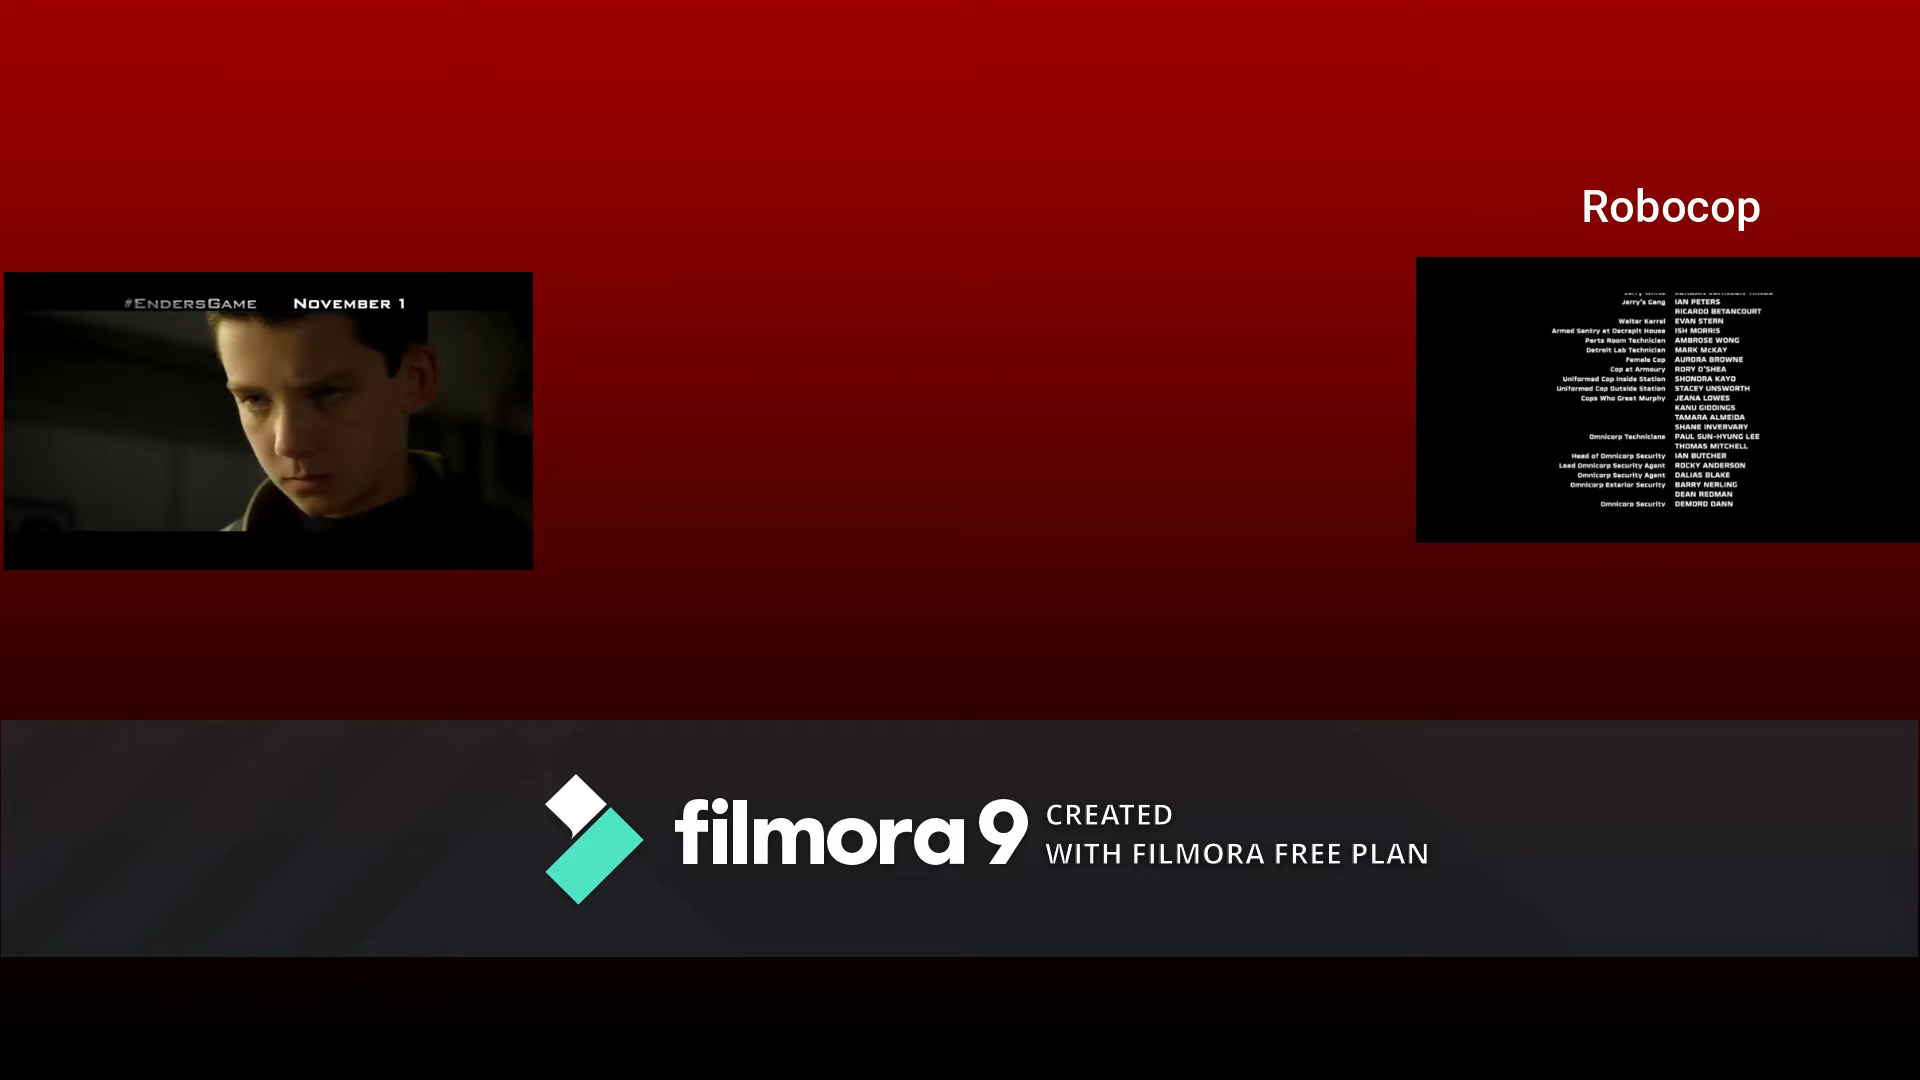 Robocop
#EndersGame November 1
Jerry's Gang IAN PETERS
RICARDO BETANCOURT
Walter Karrel EVAN STERN
Armed Sentry at Decrepit House ISH MORRIS
Parts Room Technician AMBROSE WONG
Detroit Lab Technician MARK McKAY
Female Cop AURORA BROWNE
Cop at Armoury RORY O'SHEA
Uniformed Cop Inside Station SHONDRA KAYD
Uniformed Cop Outside Station STACEY UNSWORTH
Cops Who Greet Murphy JEANA LOWES
KANU GIDDINGS
TAMARA ALMEIDA
SHANE INVERVARY
Omnicorp Technicians PAUL SUN-HYUNG LEE
THOMAS MITCHELL
Head of Omnicorp Security IAN BUTCHER
Lead Omnicorp Security Agent ROCKY ANDERSON
Omnicorp Security Agent DALIAS BLAKE
Omnicorp Exterior Security BARRY NERLING
DEAN REDMAN
Omnicorp Security DEMORD DANN
filmora 9 CREATED
WITH FILMORA FREE PLAN